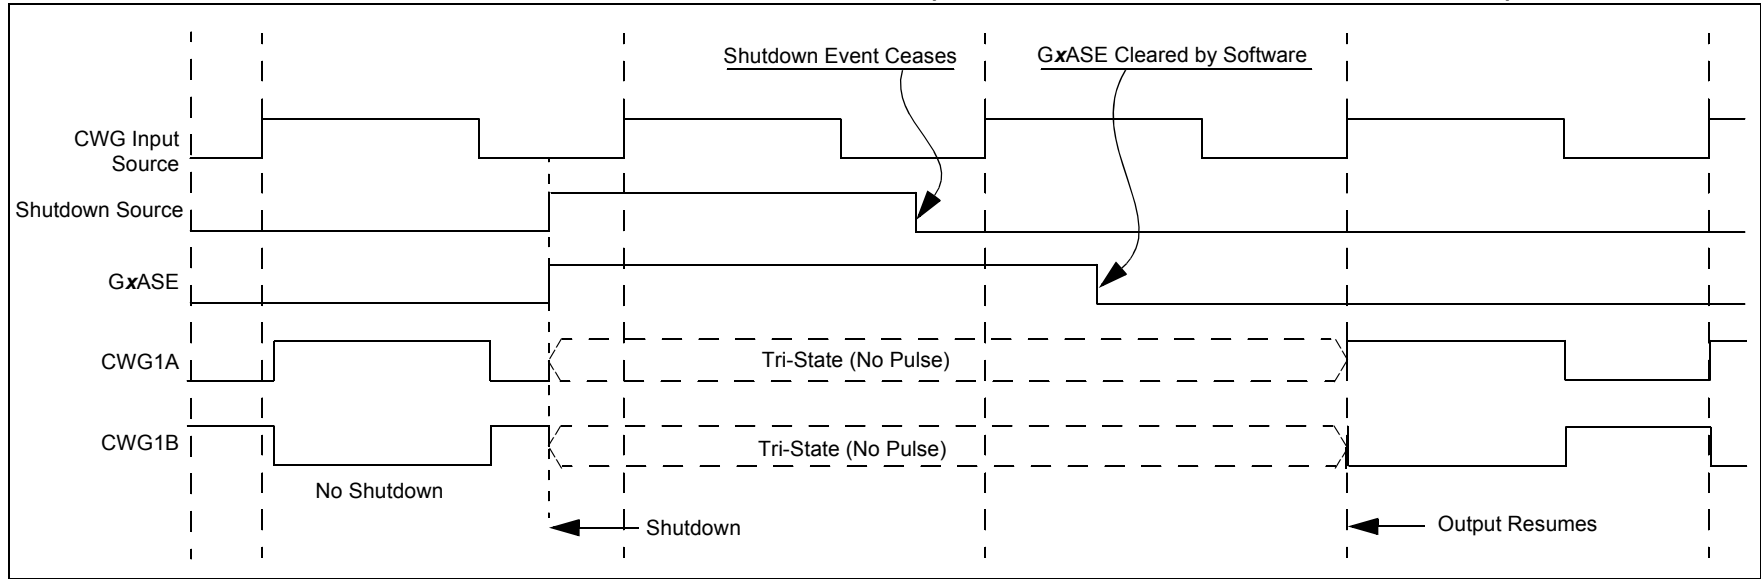 Shutdown Event Ceases
GxASE Cleared by Software
CWG Input
Source
Shutdown Source
GxASE
CWG1A
Tri-State (No Pulse)
CWG1B
Tri-State (No Pulse)
No Shutdown
Shutdown
Output Resumes